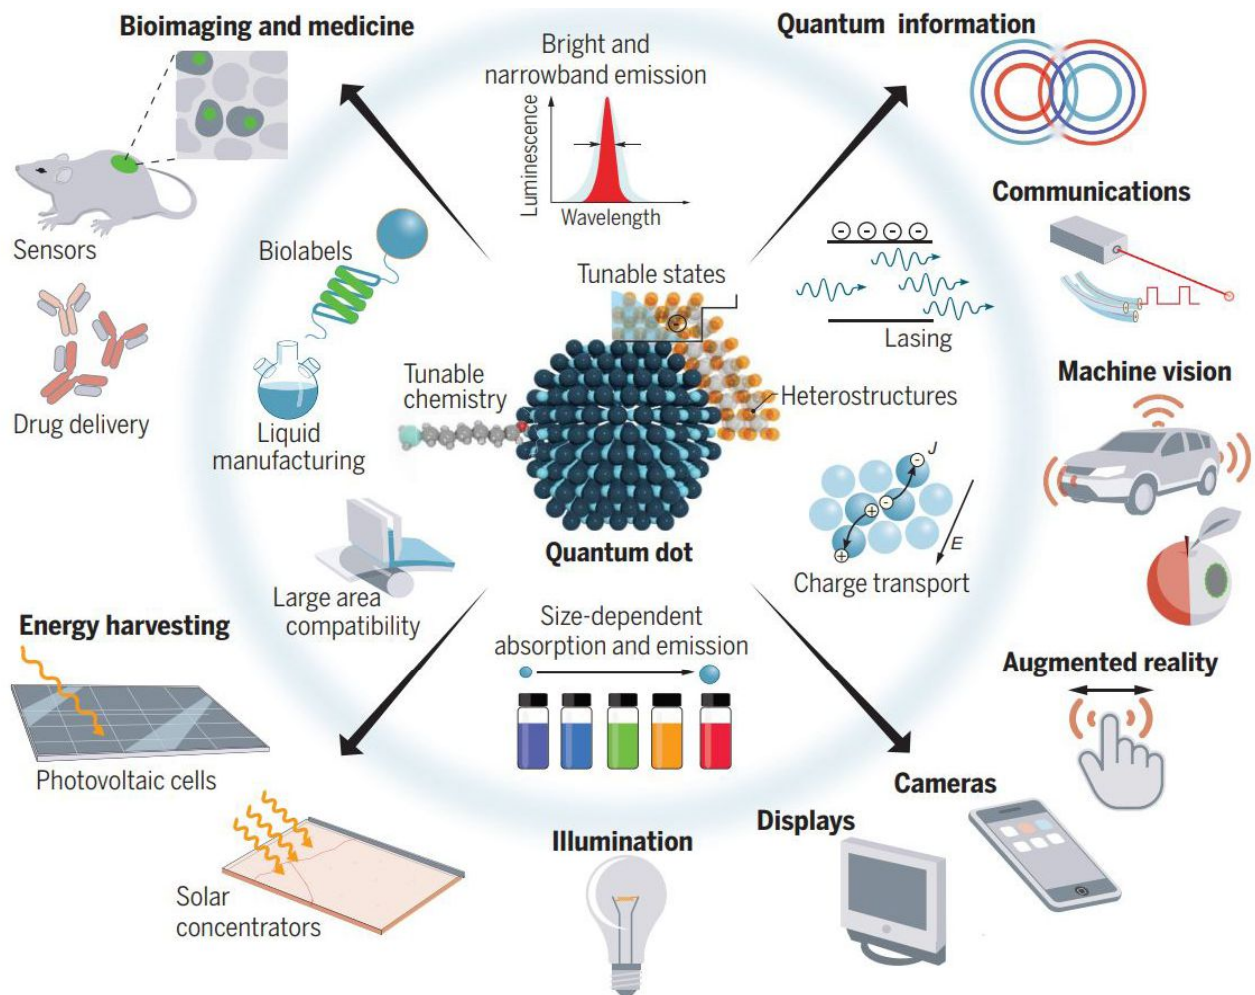 Bioimaging and medicine
Sensors
Drug delivery
Biolabels
Liquid
manufacturing
Tunable
chemistry
Large area
compatibility
Bright and
narrowband emission
Luminescence
Wavelength
Tunable states
-
Heterostructures
Quantum dot
Size-dependent
absorption and emission
Quantum information
Communications
- - - -
Lasing
Machine vision
- J
+ -
+
E
Charge transport
Augmented reality
Cameras
Displays
Illumination
Energy harvesting
Photovoltaic cells
Solar
concentrators